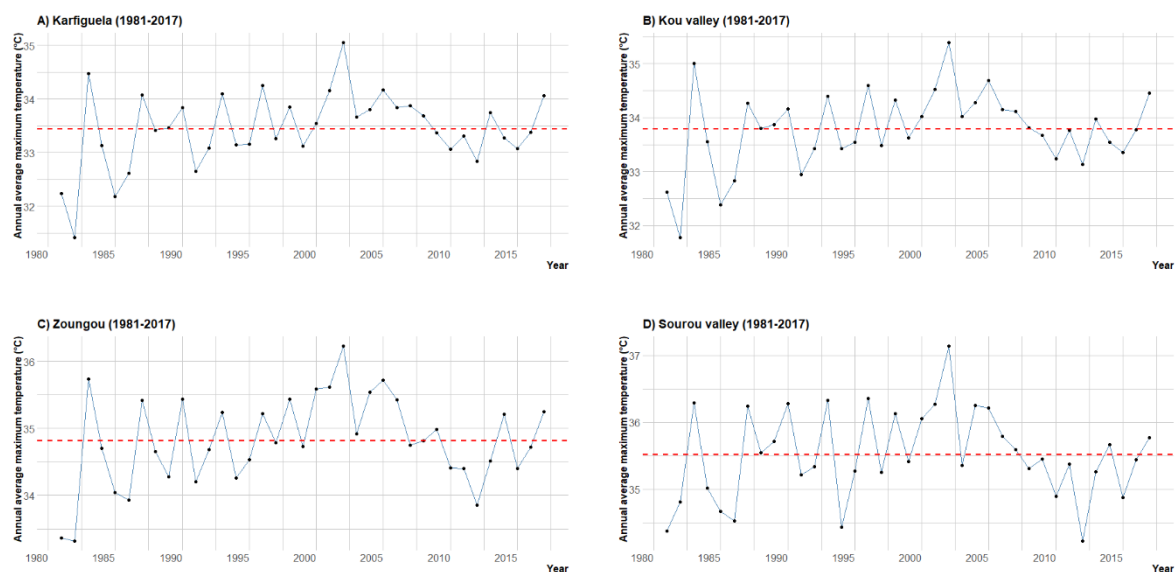 A) Karfiguela (1981-2017)
Annual average maximum temperature (°C)
35
34
33
32
1980 1985 1990 1995 2000 2005 2010 2015
Year
B) Kou valley (1981-2017)
Annual average maximum temperature (°C)
35
34
33
32
1980 1985 1990 1995 2000 2005 2010 2015
Year
C) Zoungou (1981-2017)
Annual average maximum temperature (°C)
36
35
34
1980 1985 1990 1995 2000 2005 2010 2015
Year
D) Sourou valley (1981-2017)
Annual average maximum temperature (°C)
37
36
35
1980 1985 1990 1995 2000 2005 2010 2015
Year